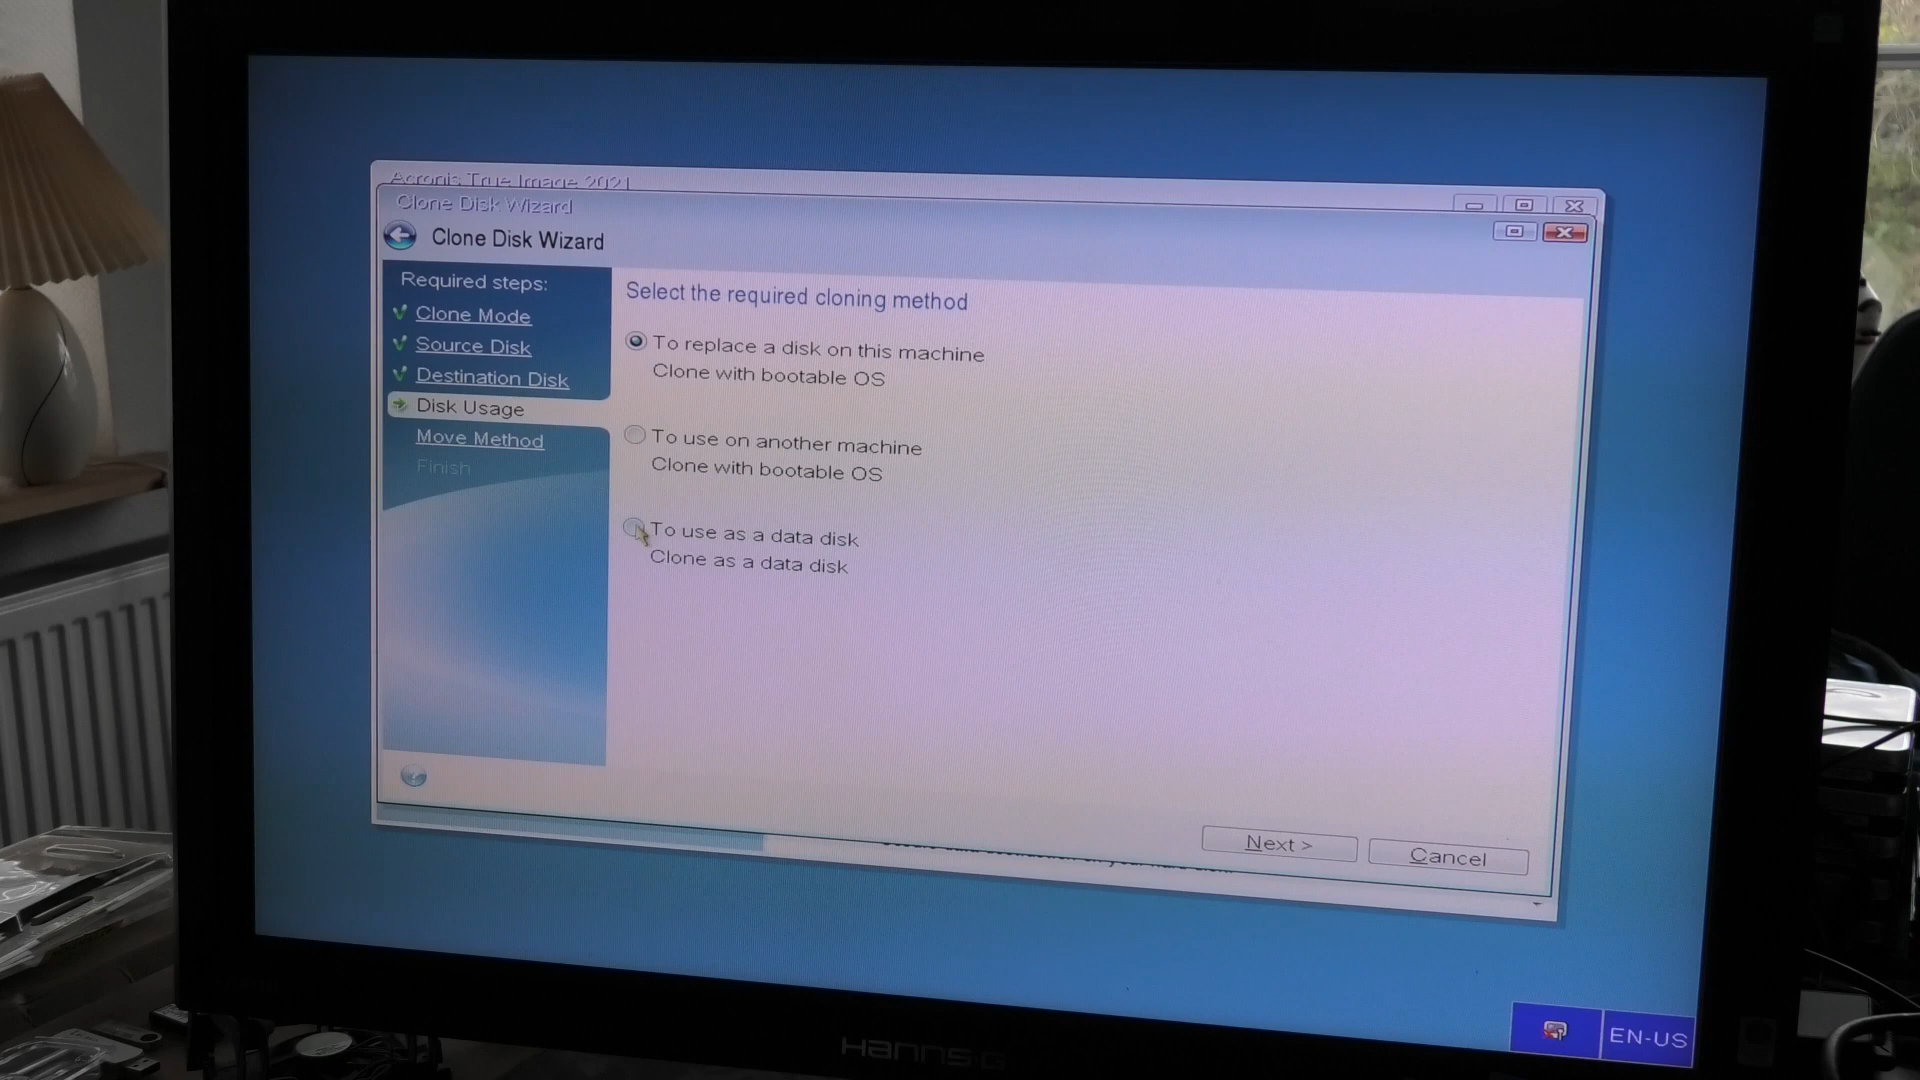 Acronis True Image 2021
Clone Disk Wizard
Clone Disk Wizard
Required steps:
Clone Mode
Source Disk
Destination Disk
Disk Usage
Move Method
Finish
Select the required cloning method
To replace a disk on this machine
Clone with bootable OS
To use on another machine
Clone with bootable OS
To use as a data disk
Clone as a data disk
Next >
Cancel
EN-US
HANNS.G